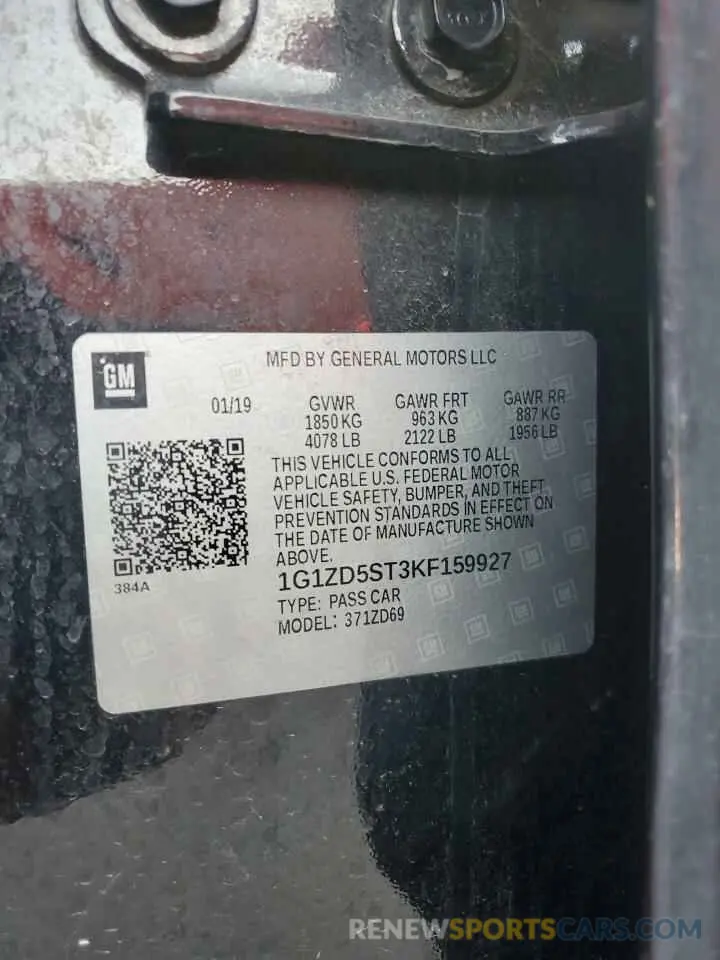 GM
MFD BY GENERAL MOTORS LLC
01/19 GVWR GAWR FRT GAWR RR
1850 KG 963 KG 887 KG
4078 LB 2122 LB 1956 LB
THIS VEHICLE CONFORMS TO ALL
APPLICABLE U.S. FEDERAL MOTOR
VEHICLE SAFETY, BUMPER, AND THEFT
PREVENTION STANDARDS IN EFFECT ON
THE DATE OF MANUFACTURE SHOWN
ABOVE.
384A
1G1ZD5ST3KF159927
TYPE: PASS CAR
MODEL: 371ZD69
RENEWSPORTSCARS.COM